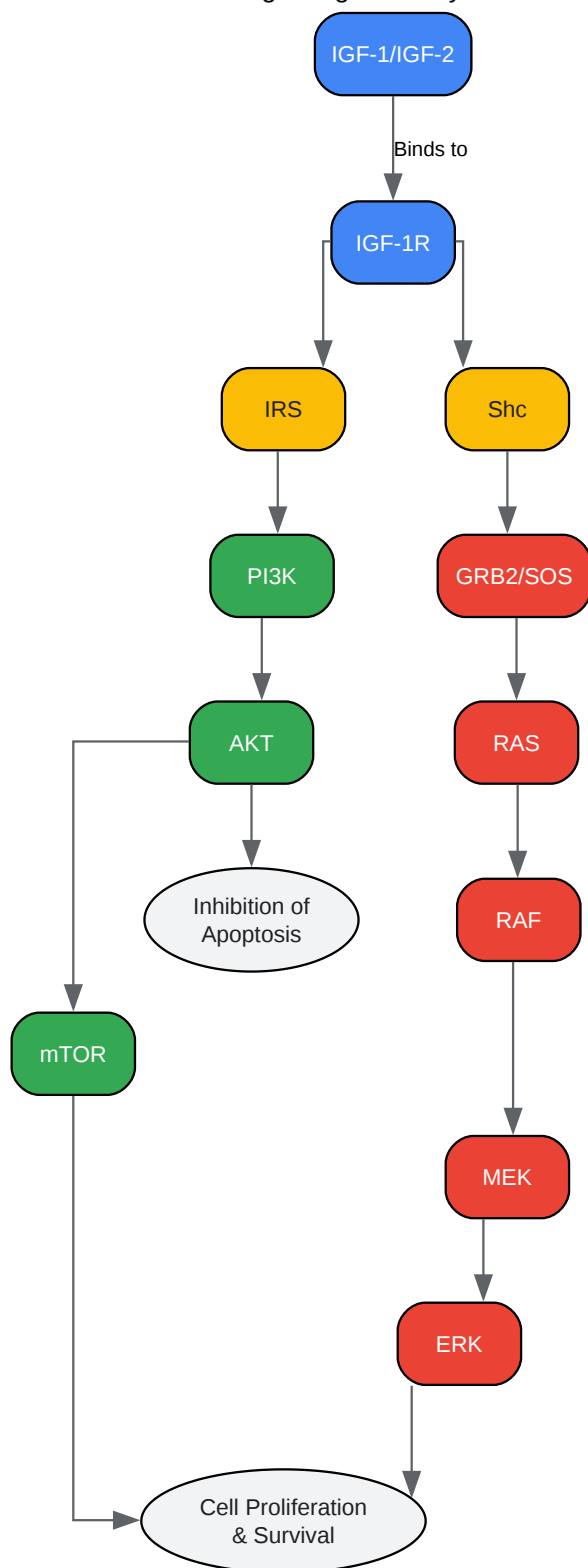 IGF-1/IGF-2
Binds to
IGF-1R
IRS
Shc
PI3K
GRB2/SOS
AKT
RAS
Inhibition of
Apoptosis
RAF
mTOR
MEK
ERK
Cell Proliferation
& Survival